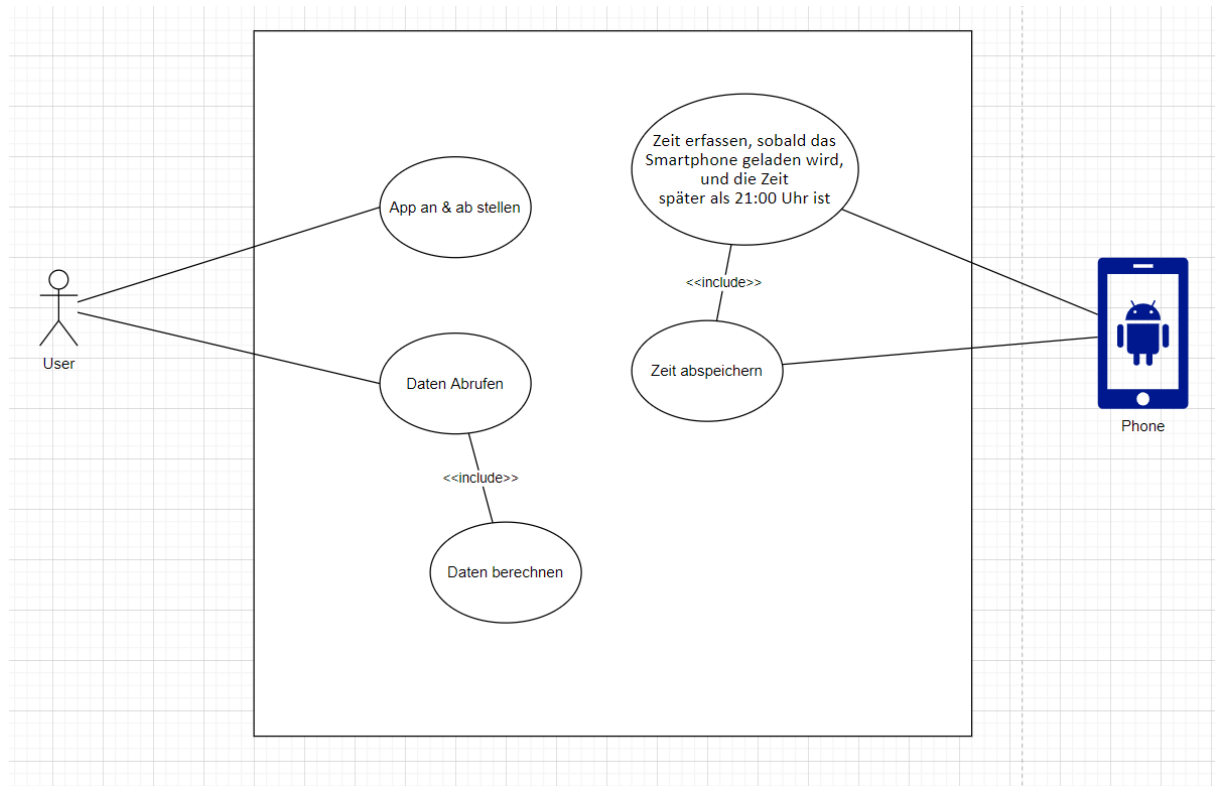 Zeit erfassen, sobald das
Smartphone geladen wird,
und die Zeit
später als 21:00 Uhr ist
App an & ab stellen
<<include>>
User
Zeit abspeichern
Daten Abrufen
Phone
<<include>>
Daten berechnen